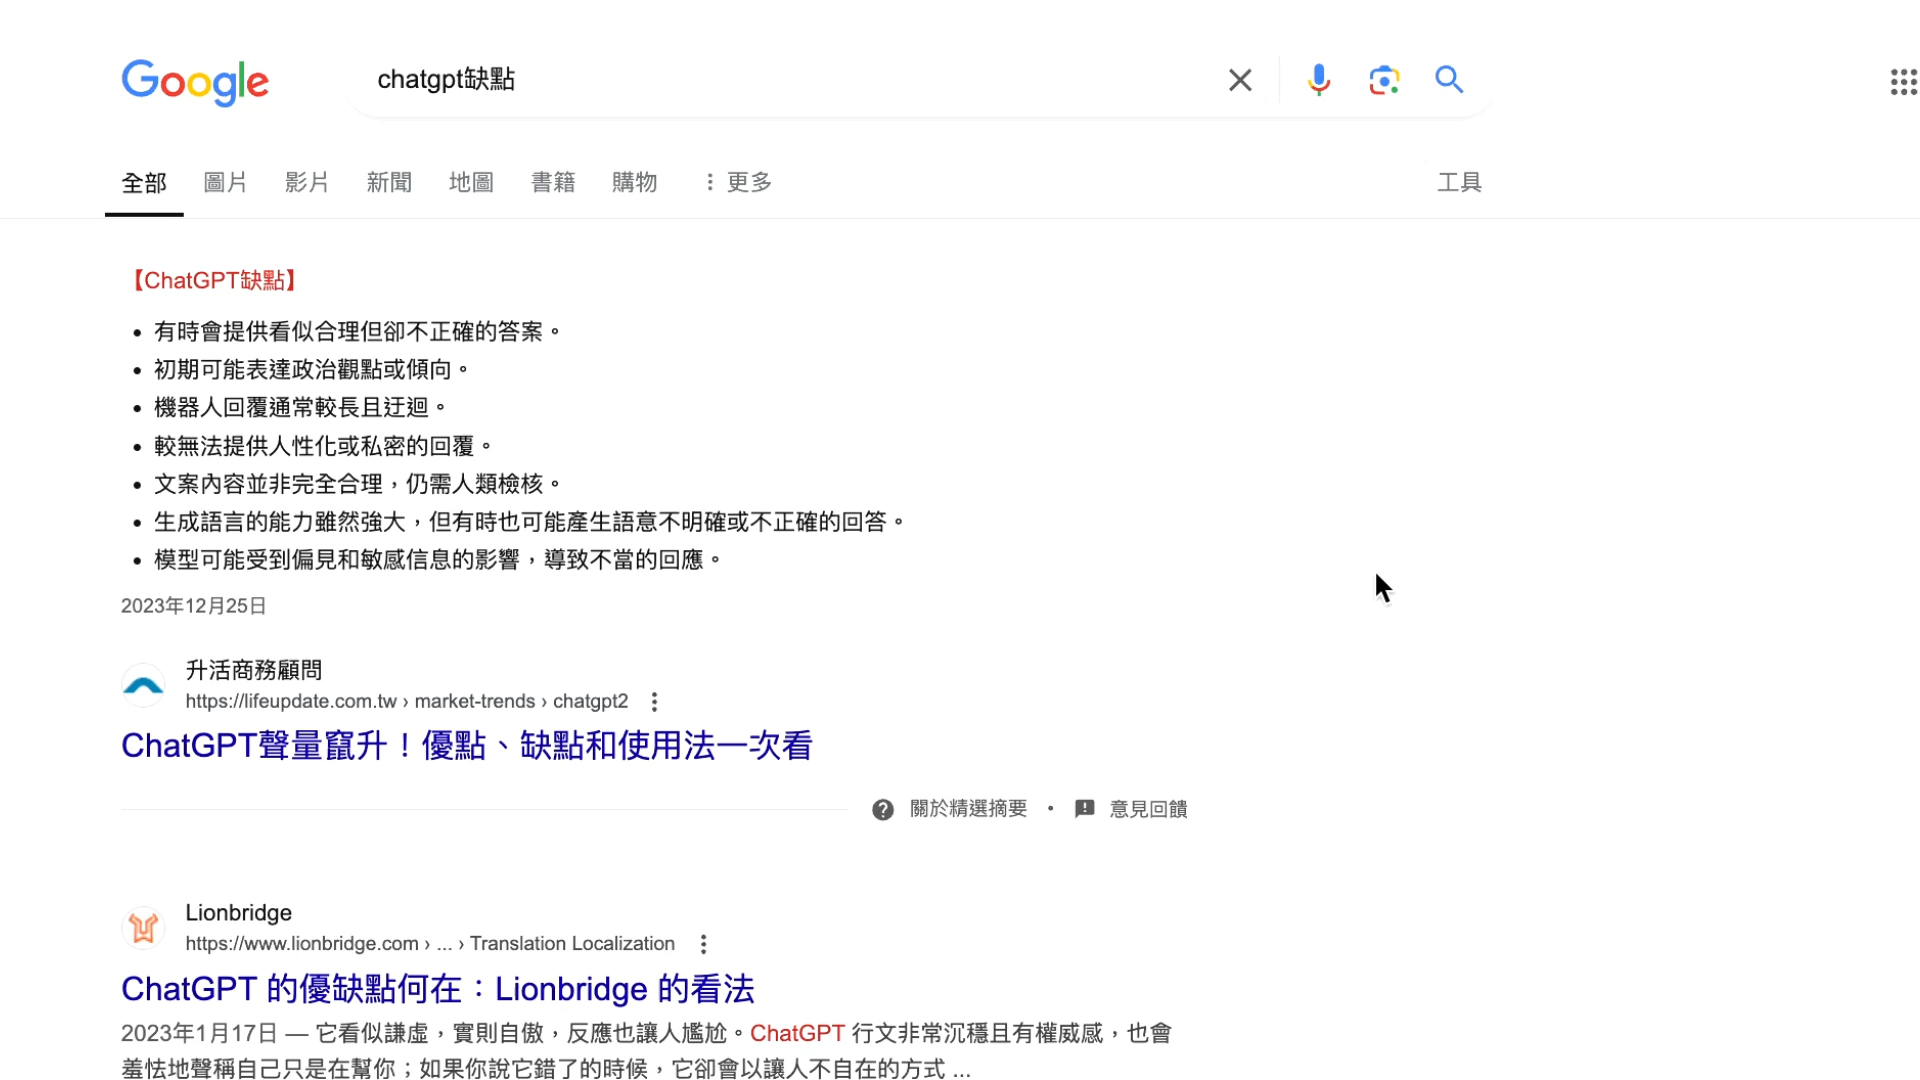 Google
chatgpt缺點
全部 圖片 影片 新聞 地圖 書籍 購物 更多 工具
【ChatGPT缺點】
有時會提供看似合理但卻不正確的答案。
初期可能表達政治觀點或傾向。
機器人回覆通常較長且迂迴。
較無法提供人性化或私密的回覆。
文案內容並非完全合理，仍需人類檢核。
生成語言的能力雖然強大，但有時也可能產生語意不明確或不正確的回答。
模型可能受到偏見和敏感信息的影響，導致不當的回應。
2023年12月25日
升活商務顧問
https://lifeupdate.com.tw › market-trends › chatgpt2
ChatGPT聲量竄升！優點、缺點和使用法一次看
關於精選摘要 • 意見回饋
Lionbridge
https://www.lionbridge.com › ... › Translation Localization
ChatGPT 的優缺點何在：Lionbridge 的看法
2023年1月17日 — 它看似謙虛，實則自傲，反應也讓人尷尬。ChatGPT 行文非常沉穩且有權威感，也會
羞怯地聲稱自己只是在幫你；如果你說它錯了的時候，它卻會以讓人不自在的方式 ...